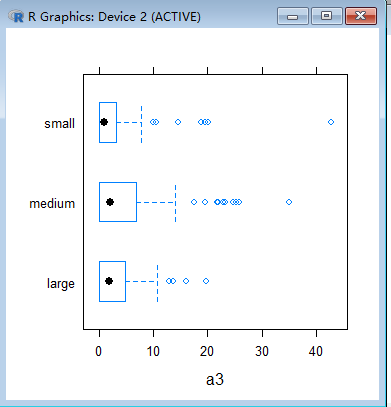 R Graphics: Device 2 (ACTIVE)
small
medium
large
0 10 20 30 40
a3